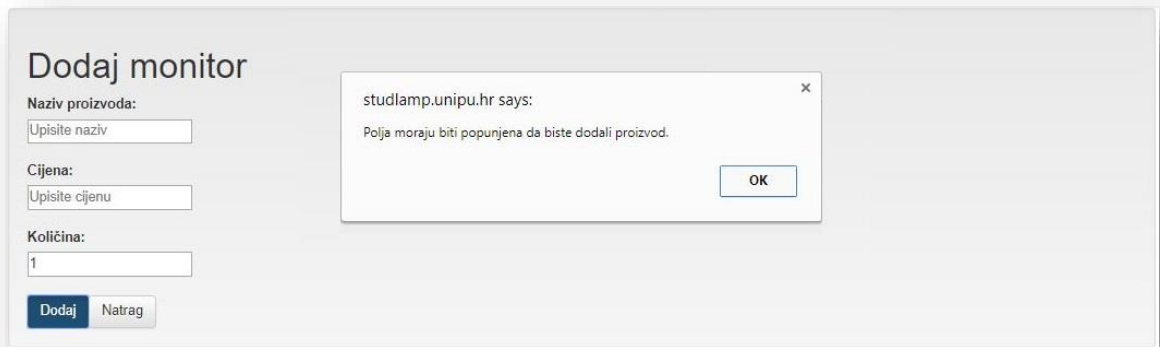 Dodaj monitor
Naziv proizvoda:
Upisite naziv
Cijena:
Upisite cijenu
Količina:
1
Dodaj Natrag
studlamp.unipu.hr says:
Polja moraju biti popunjena da biste dodali proizvod.
OK